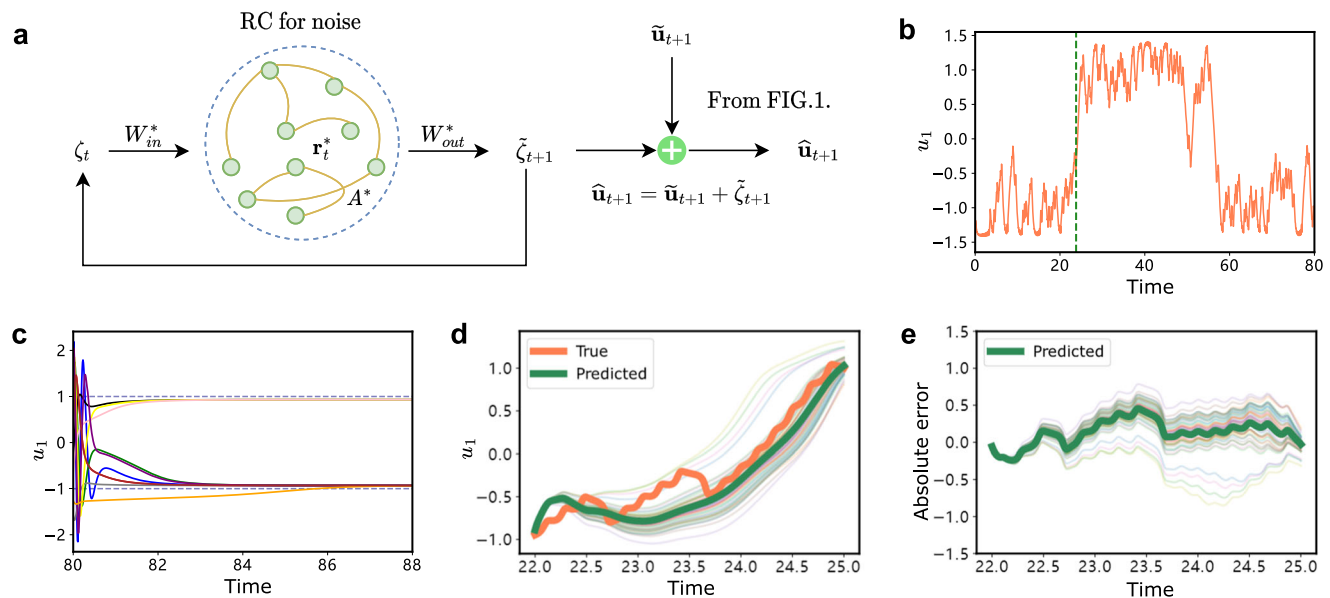 a
RC for noise
ζ_t
W*_in
r*_t
A*
W*_out
ζ̃_{t+1}
ũ_{t+1}
From FIG.1.
û_{t+1}
û_{t+1} = ũ_{t+1} + ζ̃_{t+1}
b
u_1
1.5
1.0
0.5
0.0
−0.5
−1.0
−1.5
0 20 40 60 80
Time
c
u_1
2
1
0
−1
−2
80 82 84 86 88
Time
d
True
Predicted
u_1
1.0
0.5
0.0
−0.5
−1.0
22.0 22.5 23.0 23.5 24.0 24.5 25.0
Time
e
Predicted
Absolute error
1.5
1.0
0.5
0.0
−0.5
−1.0
−1.5
22.0 22.5 23.0 23.5 24.0 24.5 25.0
Time